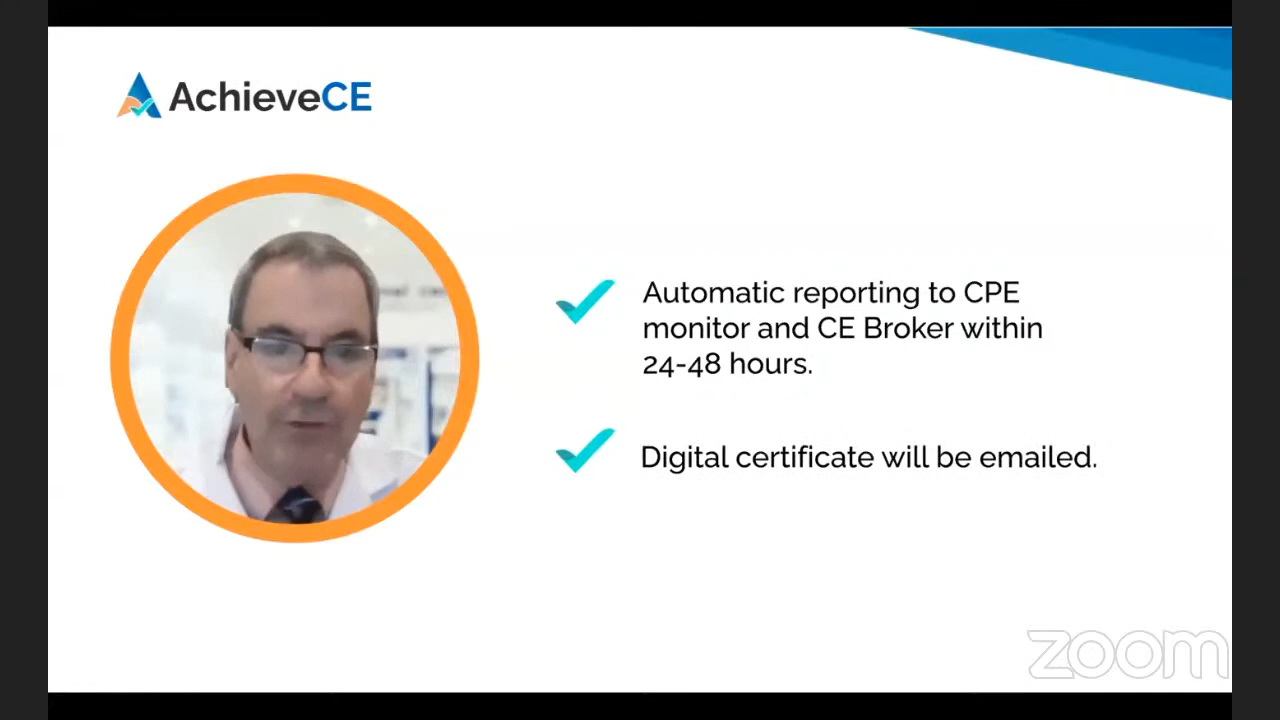 AchieveCE
Automatic reporting to CPE
monitor and CE Broker within
24-48 hours.
Digital certificate will be emailed.
zoom